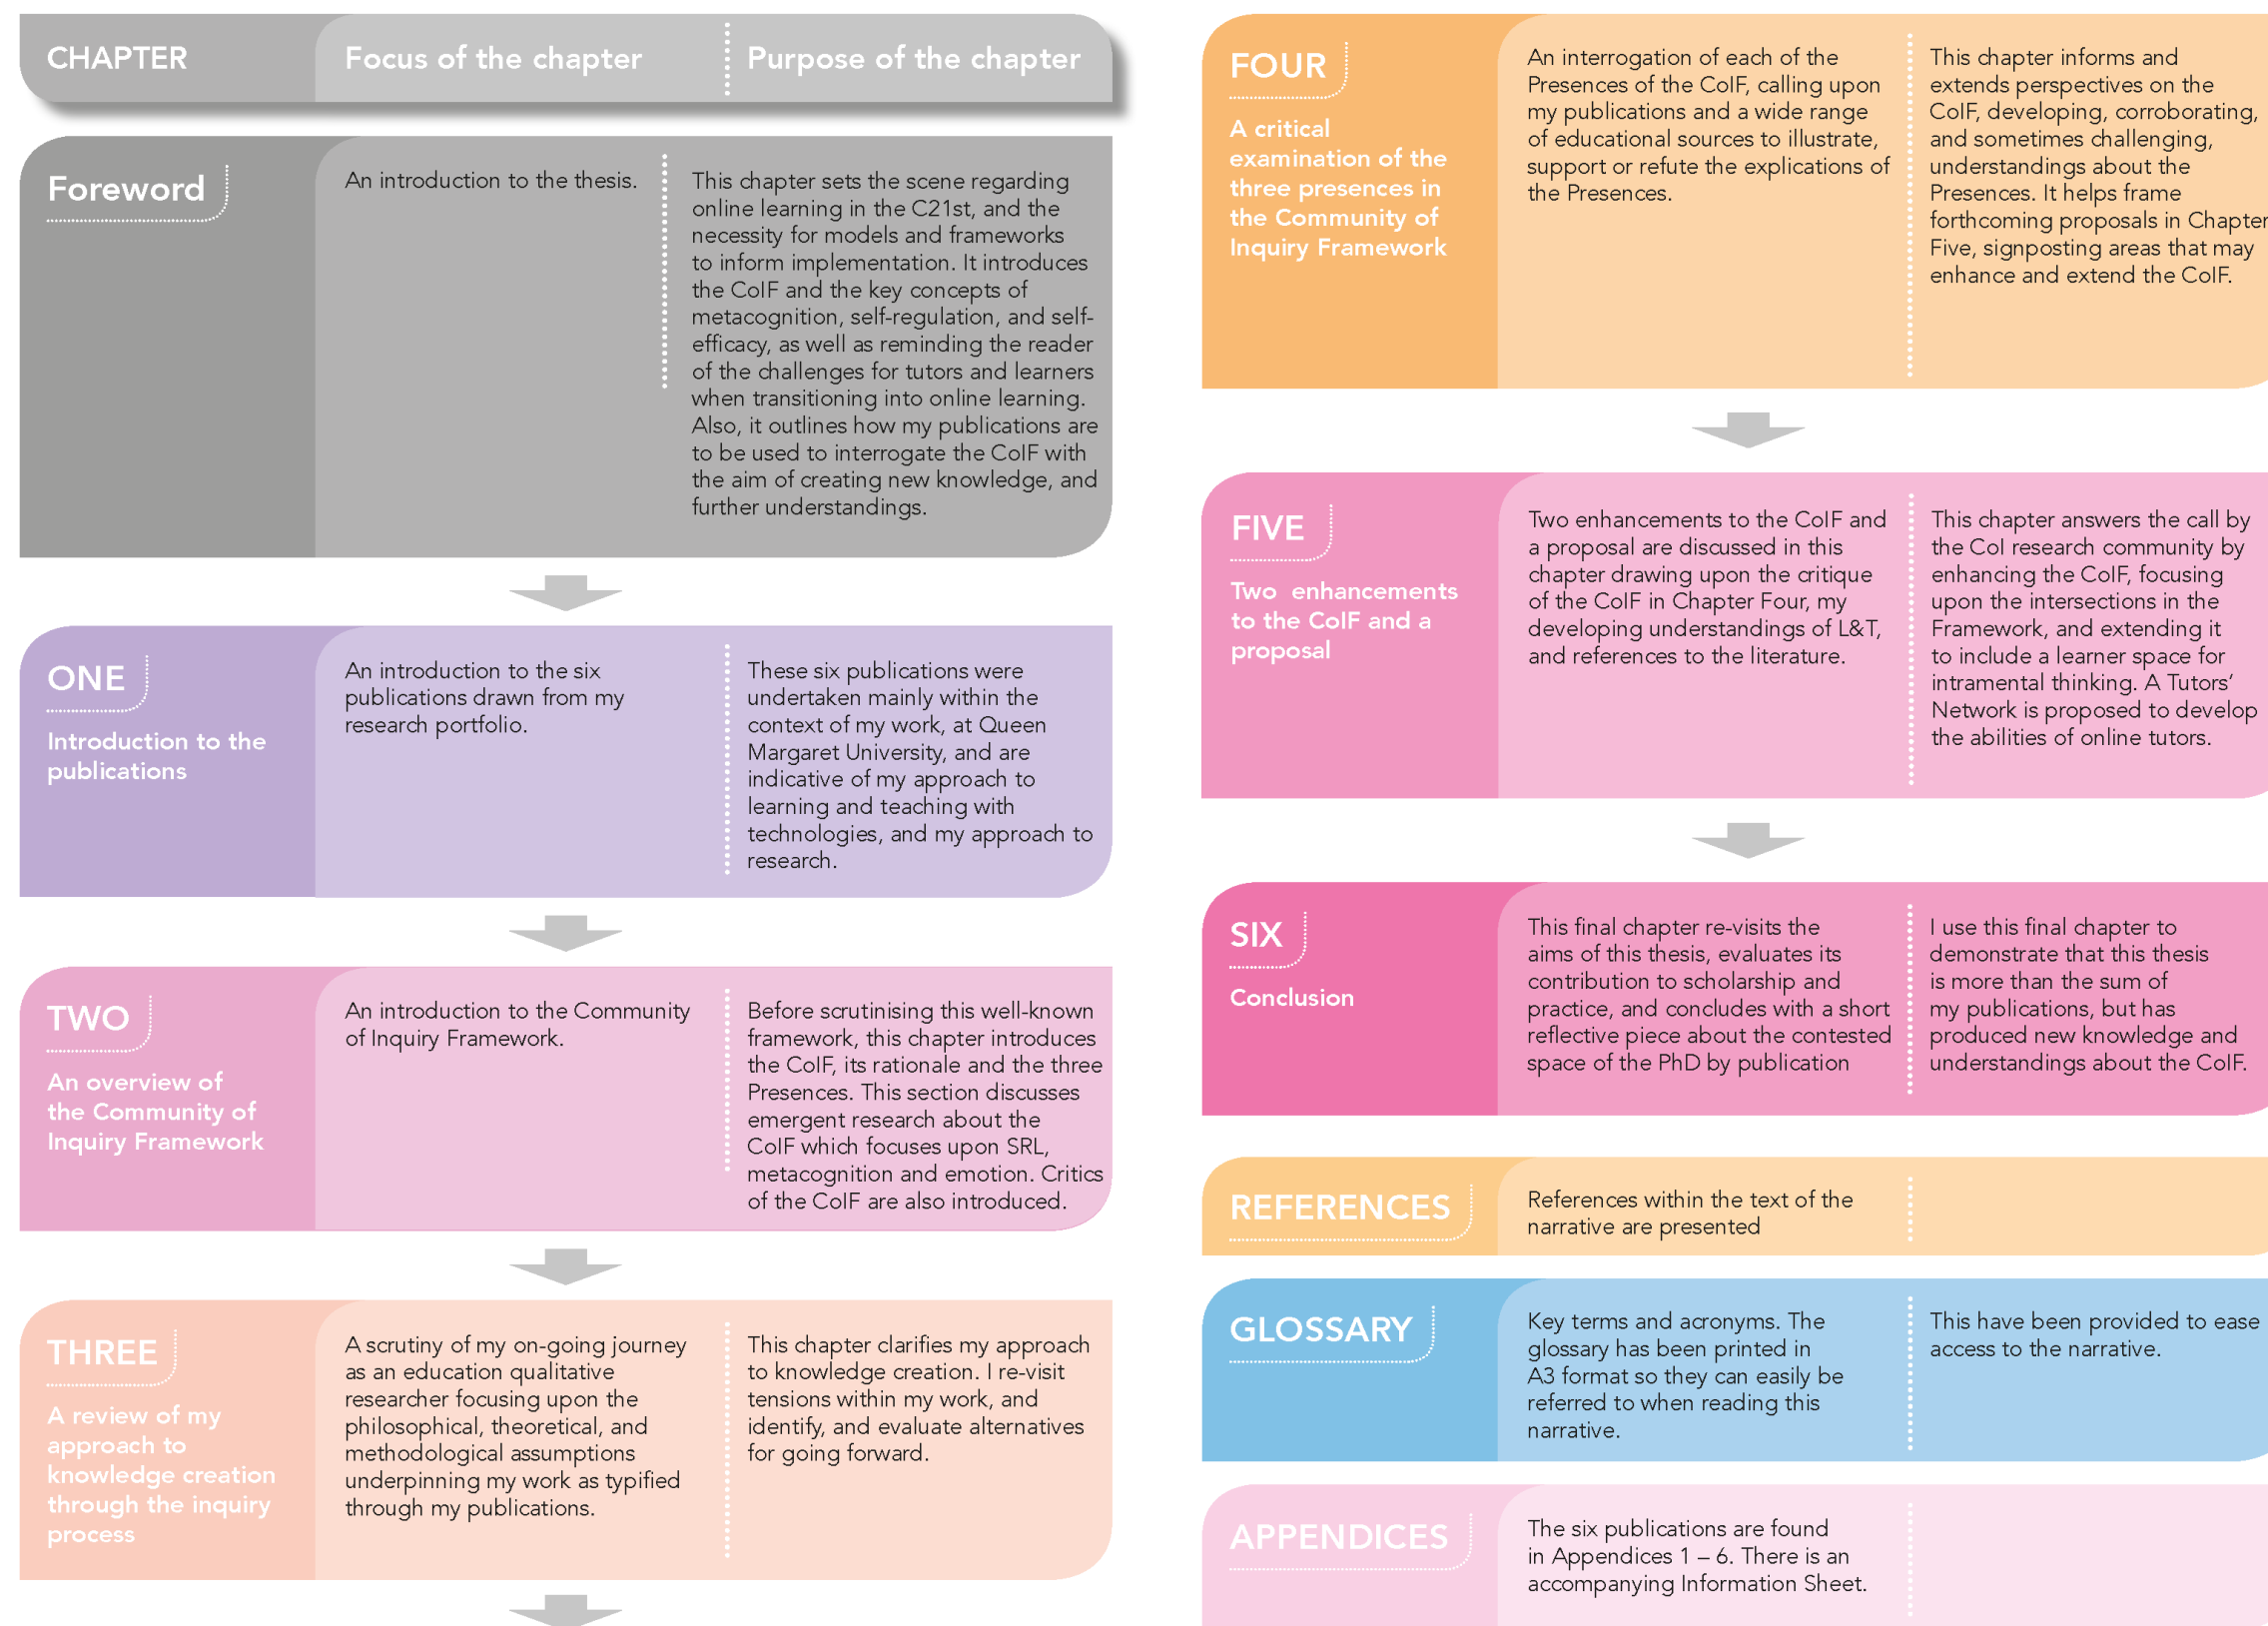 CHAPTER
Focus of the chapter
Purpose of the chapter
Foreword
An introduction to the thesis.
This chapter sets the scene regarding
online learning in the C21st, and the
necessity for models and frameworks
to inform implementation. It introduces
the CoIF and the key concepts of
metacognition, self-regulation, and self-
efficacy, as well as reminding the reader
of the challenges for tutors and learners
when transitioning into online learning.
Also, it outlines how my publications are
to be used to interrogate the CoIF with
the aim of creating new knowledge, and
further understandings.
ONE
Introduction to the
publications
An introduction to the six
publications drawn from my
research portfolio.
These six publications were
undertaken mainly within the
context of my work, at Queen
Margaret University, and are
indicative of my approach to
learning and teaching with
technologies, and my approach to
research.
TWO
An overview of
the Community of
Inquiry Framework
An introduction to the Community
of Inquiry Framework.
Before scrutinising this well-known
framework, this chapter introduces
the CoIF, its rationale and the three
Presences. This section discusses
emergent research about the
CoIF which focuses upon SRL,
metacognition and emotion. Critics
of the CoIF are also introduced.
THREE
A review of my
approach to
knowledge creation
through the inquiry
process
A scrutiny of my on-going journey
as an education qualitative
researcher focusing upon the
philosophical, theoretical, and
methodological assumptions
underpinning my work as typified
through my publications.
This chapter clarifies my approach
to knowledge creation. I re-visit
tensions within my work, and
identify, and evaluate alternatives
for going forward.
FOUR
A critical
examination of the
three presences in
the Community of
Inquiry Framework
An interrogation of each of the
Presences of the CoIF, calling upon
my publications and a wide range
of educational sources to illustrate,
support or refute the explications of
the Presences.
This chapter informs and
extends perspectives on the
CoIF, developing, corroborating,
and sometimes challenging,
understandings about the
Presences. It helps frame
forthcoming proposals in Chapter
Five, signposting areas that may
enhance and extend the CoIF.
FIVE
Two enhancements
to the CoIF and a
proposal
Two enhancements to the CoIF and
a proposal are discussed in this
chapter drawing upon the critique
of the CoIF in Chapter Four, my
developing understandings of L&T,
and references to the literature.
This chapter answers the call by
the CoI research community by
enhancing the CoIF, focusing
upon the intersections in the
Framework, and extending it
to include a learner space for
intramental thinking. A Tutors'
Network is proposed to develop
the abilities of online tutors.
SIX
Conclusion
This final chapter re-visits the
aims of this thesis, evaluates its
contribution to scholarship and
practice, and concludes with a short
reflective piece about the contested
space of the PhD by publication
I use this final chapter to
demonstrate that this thesis
is more than the sum of
my publications, but has
produced new knowledge and
understandings about the CoIF.
REFERENCES
References within the text of the
narrative are presented
GLOSSARY
Key terms and acronyms. The
glossary has been printed in
A3 format so they can easily be
referred to when reading this
narrative.
This have been provided to ease
access to the narrative.
APPENDICES
The six publications are found
in Appendices 1 – 6. There is an
accompanying Information Sheet.